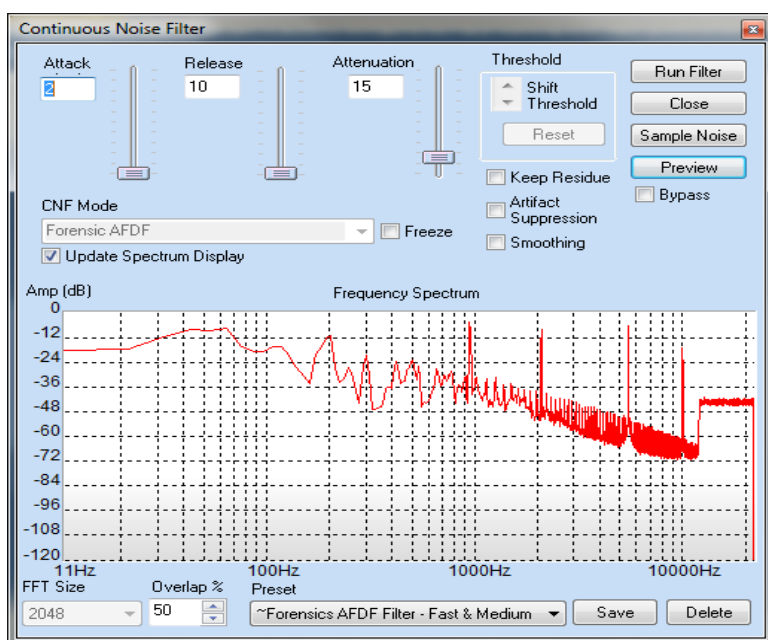 Continuous Noise Filter
Attack
2
Release
10
Attenuation
15
Threshold
Shift Threshold
Reset
Run Filter
Close
Sample Noise
Preview
Bypass
Keep Residue
Artifact Suppression
Smoothing
CNF Mode
Forensic AFDF
Freeze
Update Spectrum Display
Amp (dB)
Frequency Spectrum
0
-12
-24
-36
-48
-60
-72
-84
-96
-108
-120
11Hz
100Hz
1000Hz
10000Hz
FFT Size
2048
Overlap %
50
Preset
~Forensics AFDF Filter - Fast & Medium
Save
Delete